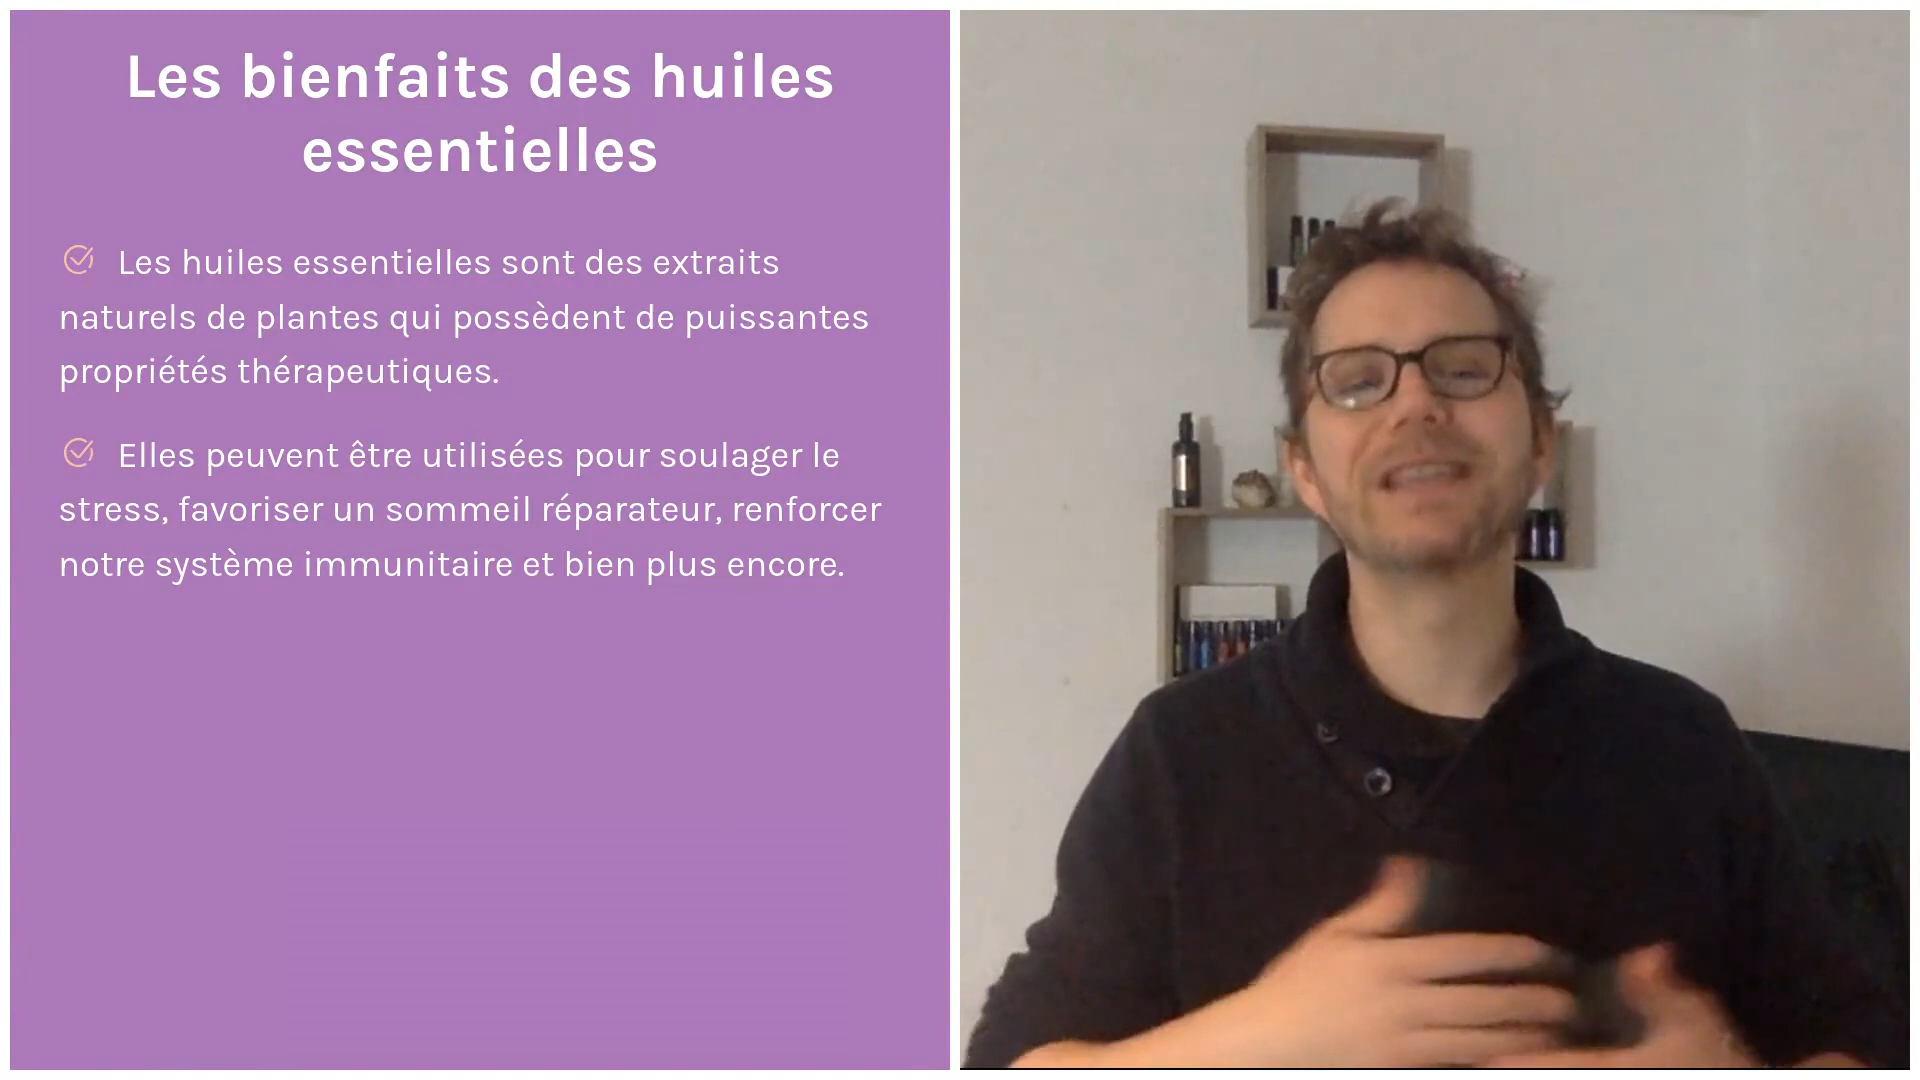 Les bienfaits des huiles
essentielles
Les huiles essentielles sont des extraits
naturels de plantes qui possèdent de puissantes
propriétés thérapeutiques.
Elles peuvent être utilisées pour soulager le
stress, favoriser un sommeil réparateur, renforcer
notre système immunitaire et bien plus encore.